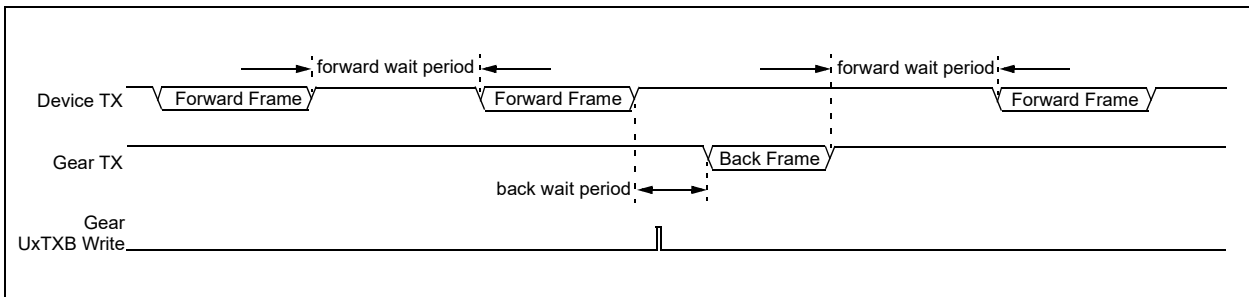 forward wait period
forward wait period
Device TX
Forward Frame
Forward Frame
Forward Frame
Gear TX
Back Frame
back wait period
Gear
UxTXB Write